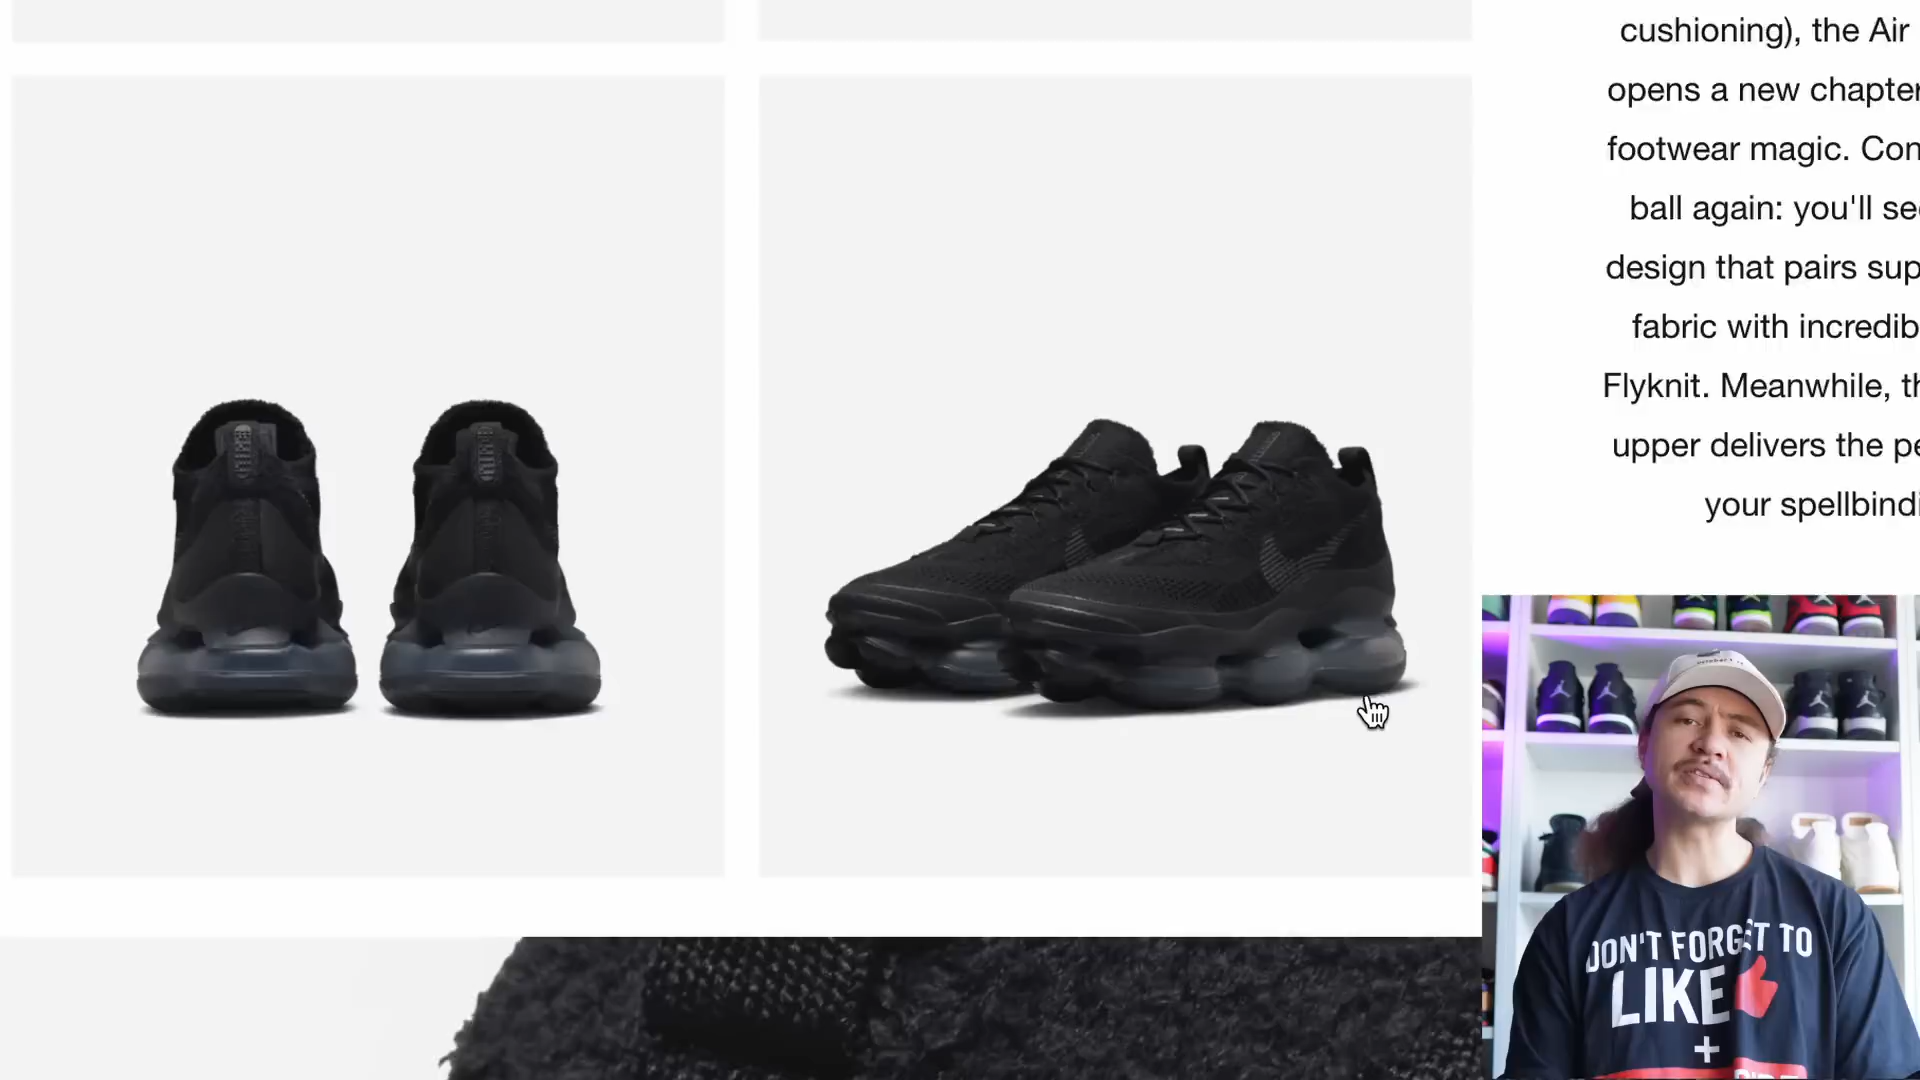 cushioning), the Air
opens a new chapter
footwear magic. Con
ball again: you'll se
design that pairs sup
fabric with incredib
Flyknit. Meanwhile, th
upper delivers the pe
your spellbindi
DON'T FORGET TO
LIKE
+